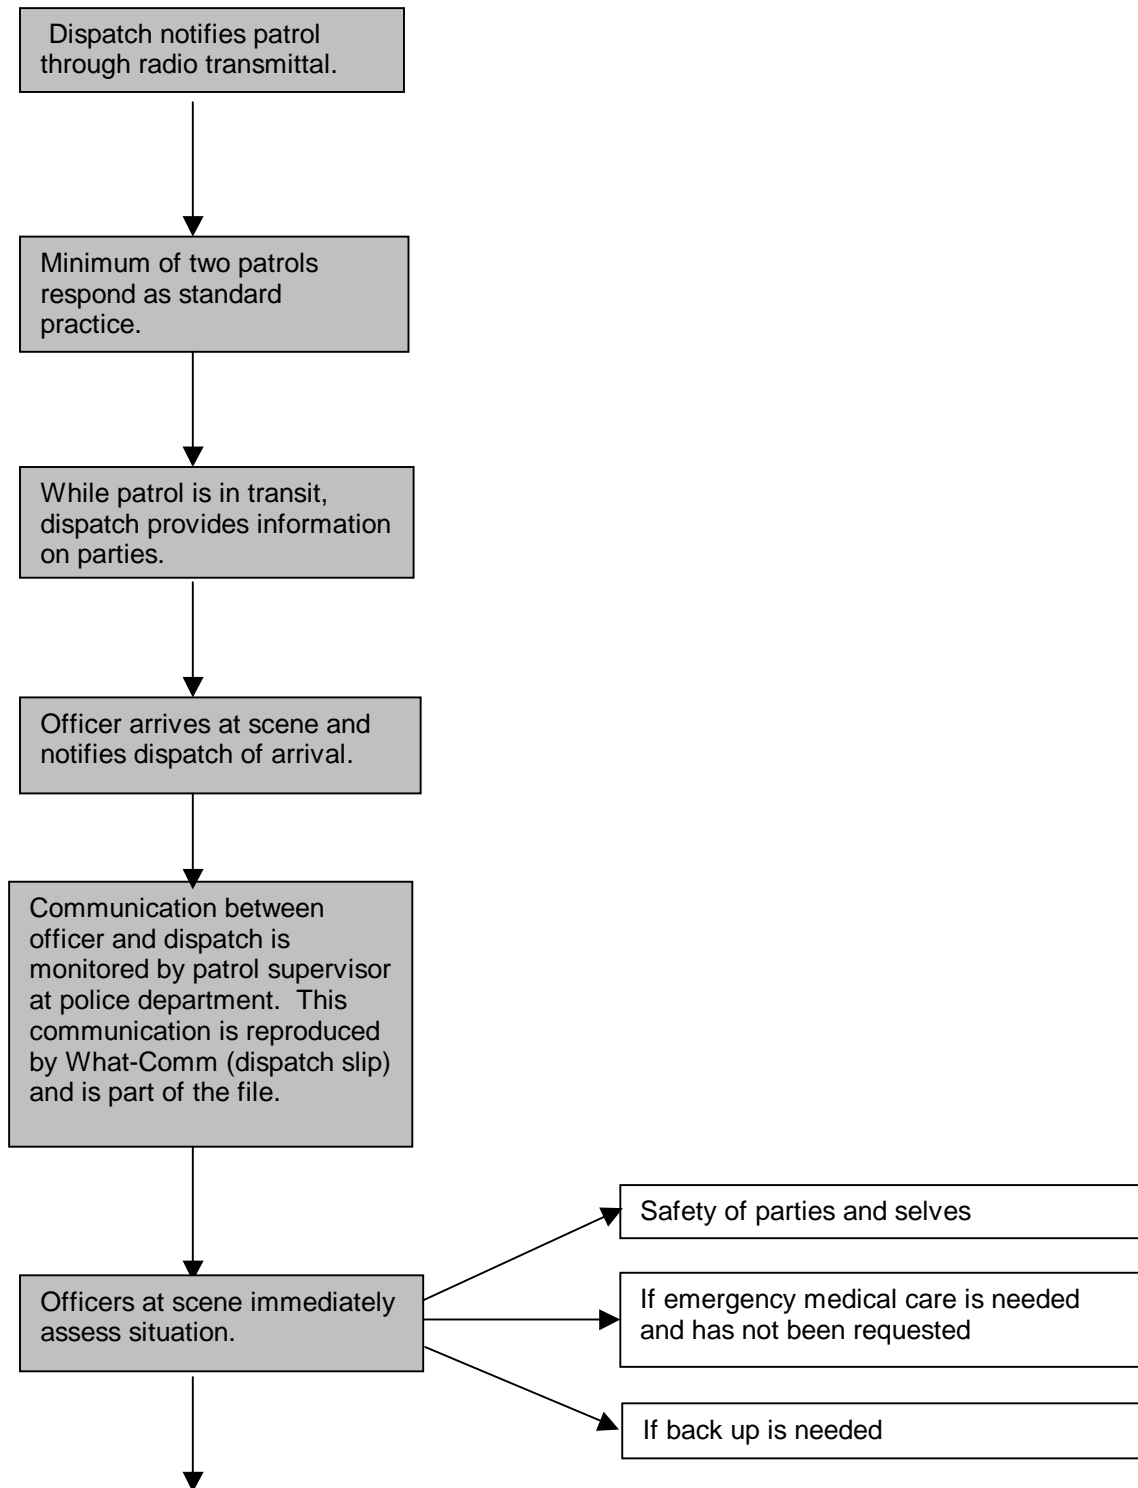 Dispatch notifies patrol
through radio transmittal.
Minimum of two patrols
respond as standard
practice.
While patrol is in transit,
dispatch provides information
on parties.
Officer arrives at scene and
notifies dispatch of arrival.
Communication between
officer and dispatch is
monitored by patrol supervisor
at police department.  This
communication is reproduced
by What-Comm (dispatch slip)
and is part of the file.
Officers at scene immediately
assess situation.
Safety of parties and selves
If emergency medical care is needed
and has not been requested
If back up is needed